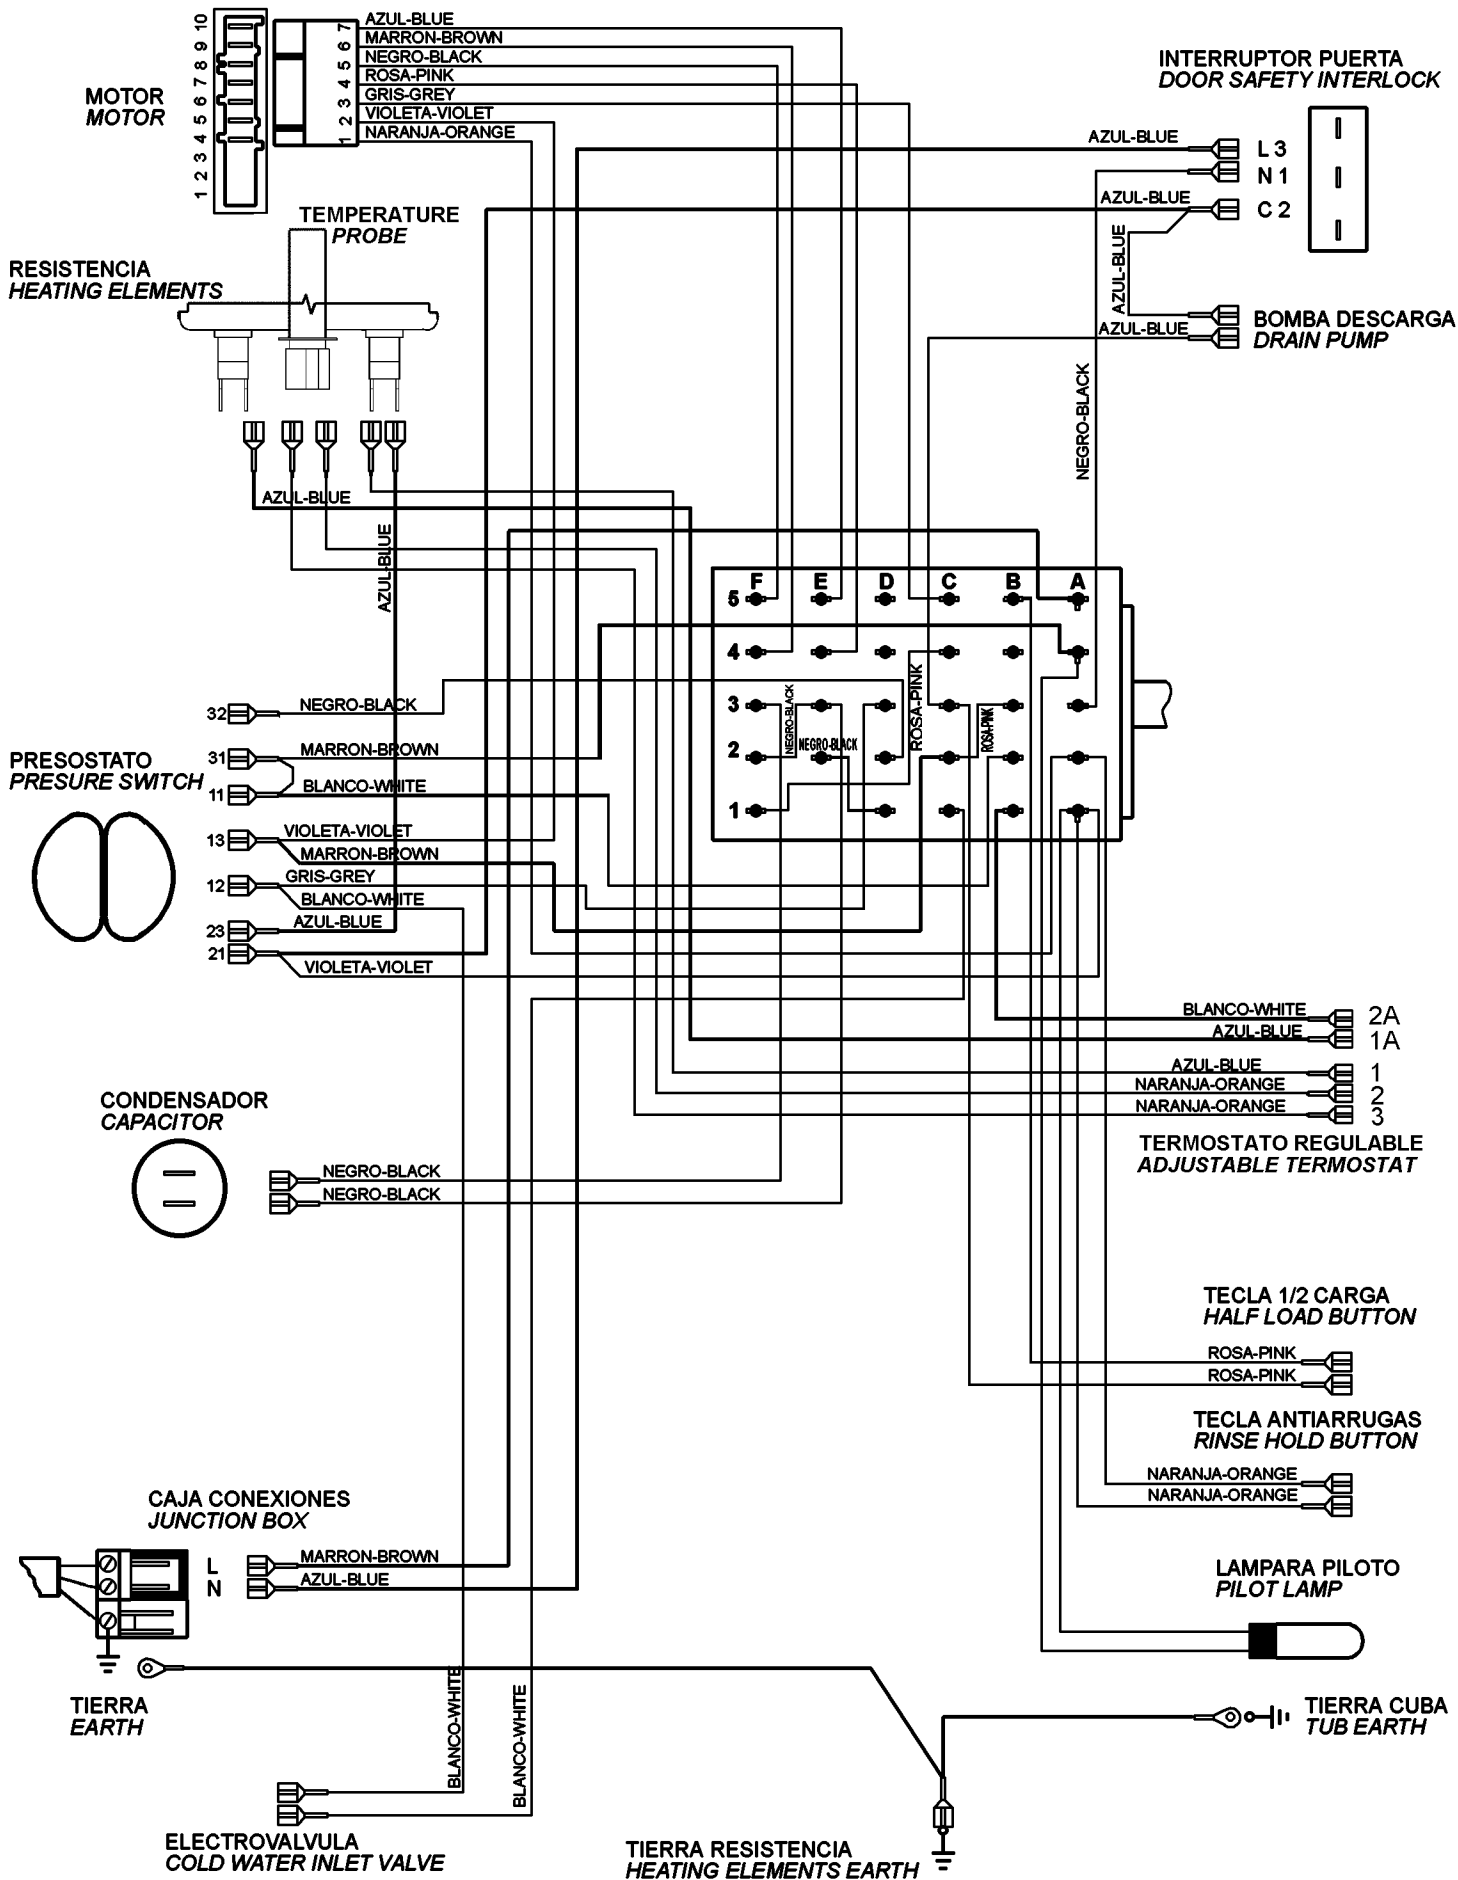 10
9
8
7
6
5
4
3
2
1
MOTOR
MOTOR
7 AZUL-BLUE
6 MARRON-BROWN
5 NEGRO-BLACK
4 ROSA-PINK
3 GRIS-GREY
2 VIOLETA-VIOLET
1 NARANJA-ORANGE
INTERRUPTOR PUERTA
DOOR SAFETY INTERLOCK
AZUL-BLUE
L 3
N 1
AZUL-BLUE
C 2
AZUL-BLUE
AZUL-BLUE
BOMBA DESCARGA
DRAIN PUMP
NEGRO-BLACK
TEMPERATURE
PROBE
RESISTENCIA
HEATING ELEMENTS
AZUL-BLUE
AZUL-BLUE
F E D C B A
5
4
3
2
1
NEGRO-BLACK
NEGRO-BLACK
ROSA-PINK
ROSA-PINK
32 NEGRO-BLACK
31 MARRON-BROWN
PRESOSTATO
PRESURE SWITCH
11 BLANCO-WHITE
13 VIOLETA-VIOLET
MARRON-BROWN
12 GRIS-GREY
BLANCO-WHITE
23 AZUL-BLUE
21
VIOLETA-VIOLET
BLANCO-WHITE 2A
AZUL-BLUE 1A
AZUL-BLUE 1
NARANJA-ORANGE 2
NARANJA-ORANGE 3
TERMOSTATO REGULABLE
ADJUSTABLE TERMOSTAT
CONDENSADOR
CAPACITOR
NEGRO-BLACK
NEGRO-BLACK
TECLA 1/2 CARGA
HALF LOAD BUTTON
ROSA-PINK
ROSA-PINK
TECLA ANTIARRUGAS
RINSE HOLD BUTTON
NARANJA-ORANGE
NARANJA-ORANGE
CAJA CONEXIONES
JUNCTION BOX
L MARRON-BROWN
N AZUL-BLUE
LAMPARA PILOTO
PILOT LAMP
TIERRA
EARTH
BLANCO-WHITE
BLANCO-WHITE
TIERRA CUBA
TUB EARTH
ELECTROVALVULA
COLD WATER INLET VALVE
TIERRA RESISTENCIA
HEATING ELEMENTS EARTH